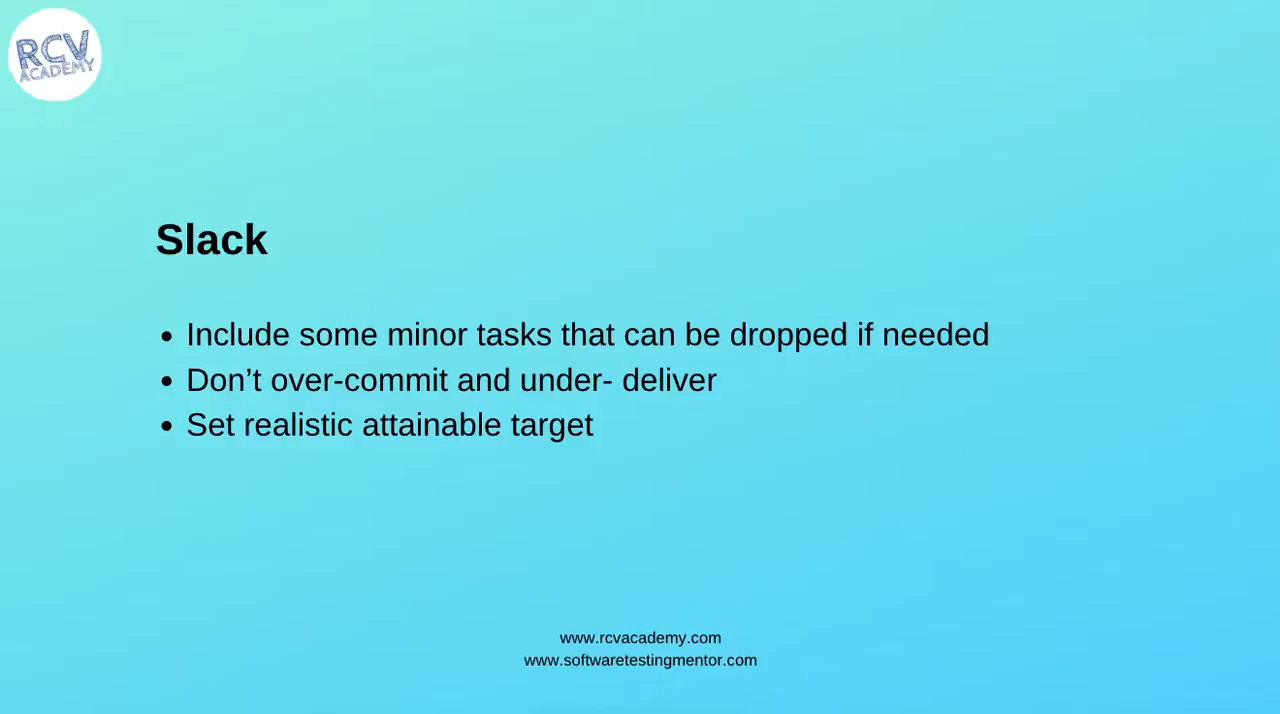 RCV
ACADEMY
Slack
• Include some minor tasks that can be dropped if needed
• Don’t over-commit and under- deliver
• Set realistic attainable target
www.rcvacademy.com
www.softwaretestingmentor.com